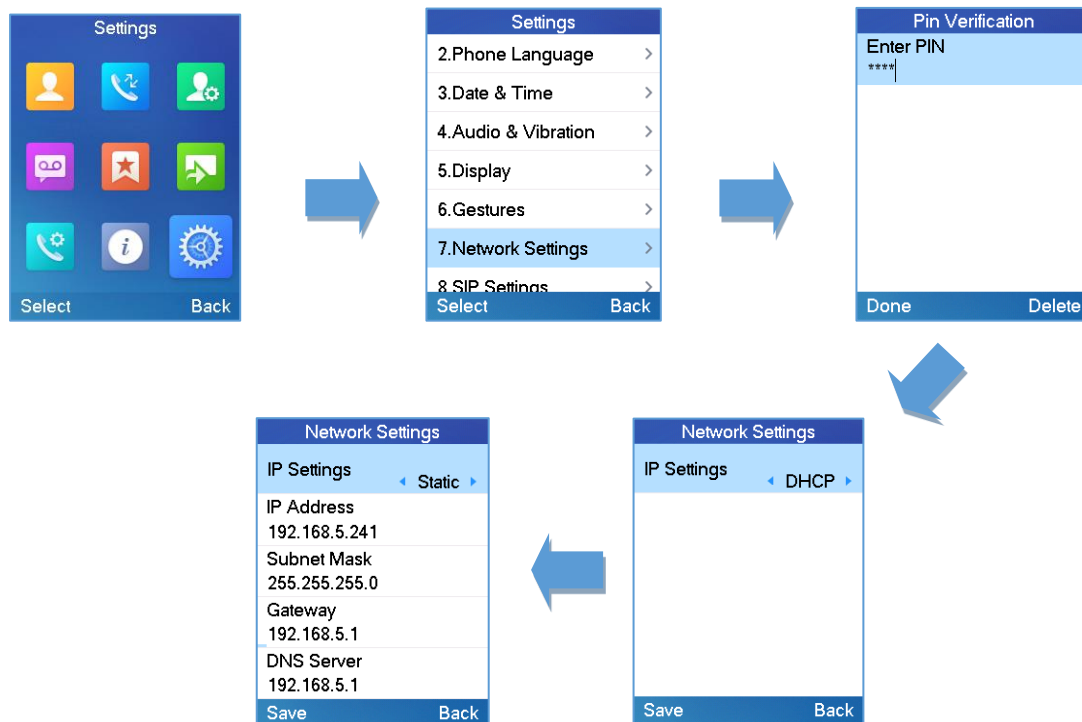 Settings
Select Back
Settings
2.Phone Language
3.Date & Time
4.Audio & Vibration
5.Display
6.Gestures
7.Network Settings
8 SIP Settings
Select Back
Pin Verification
Enter PIN
****
Done Delete
Network Settings
IP Settings
Static
IP Address
192.168.5.241
Subnet Mask
255.255.255.0
Gateway
192.168.5.1
DNS Server
192.168.5.1
Save Back
Network Settings
IP Settings
DHCP
Save Back